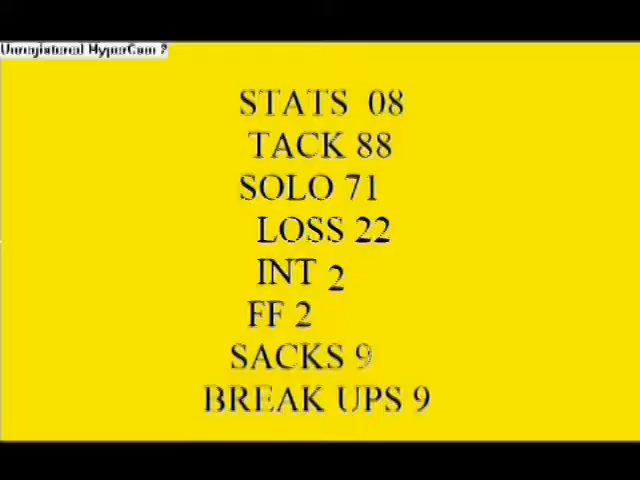 Unregistered HyperCam 2
STATS 08
TACK 88
SOLO 71
LOSS 22
INT 2
FF 2
SACKS 9
BREAK UPS 9